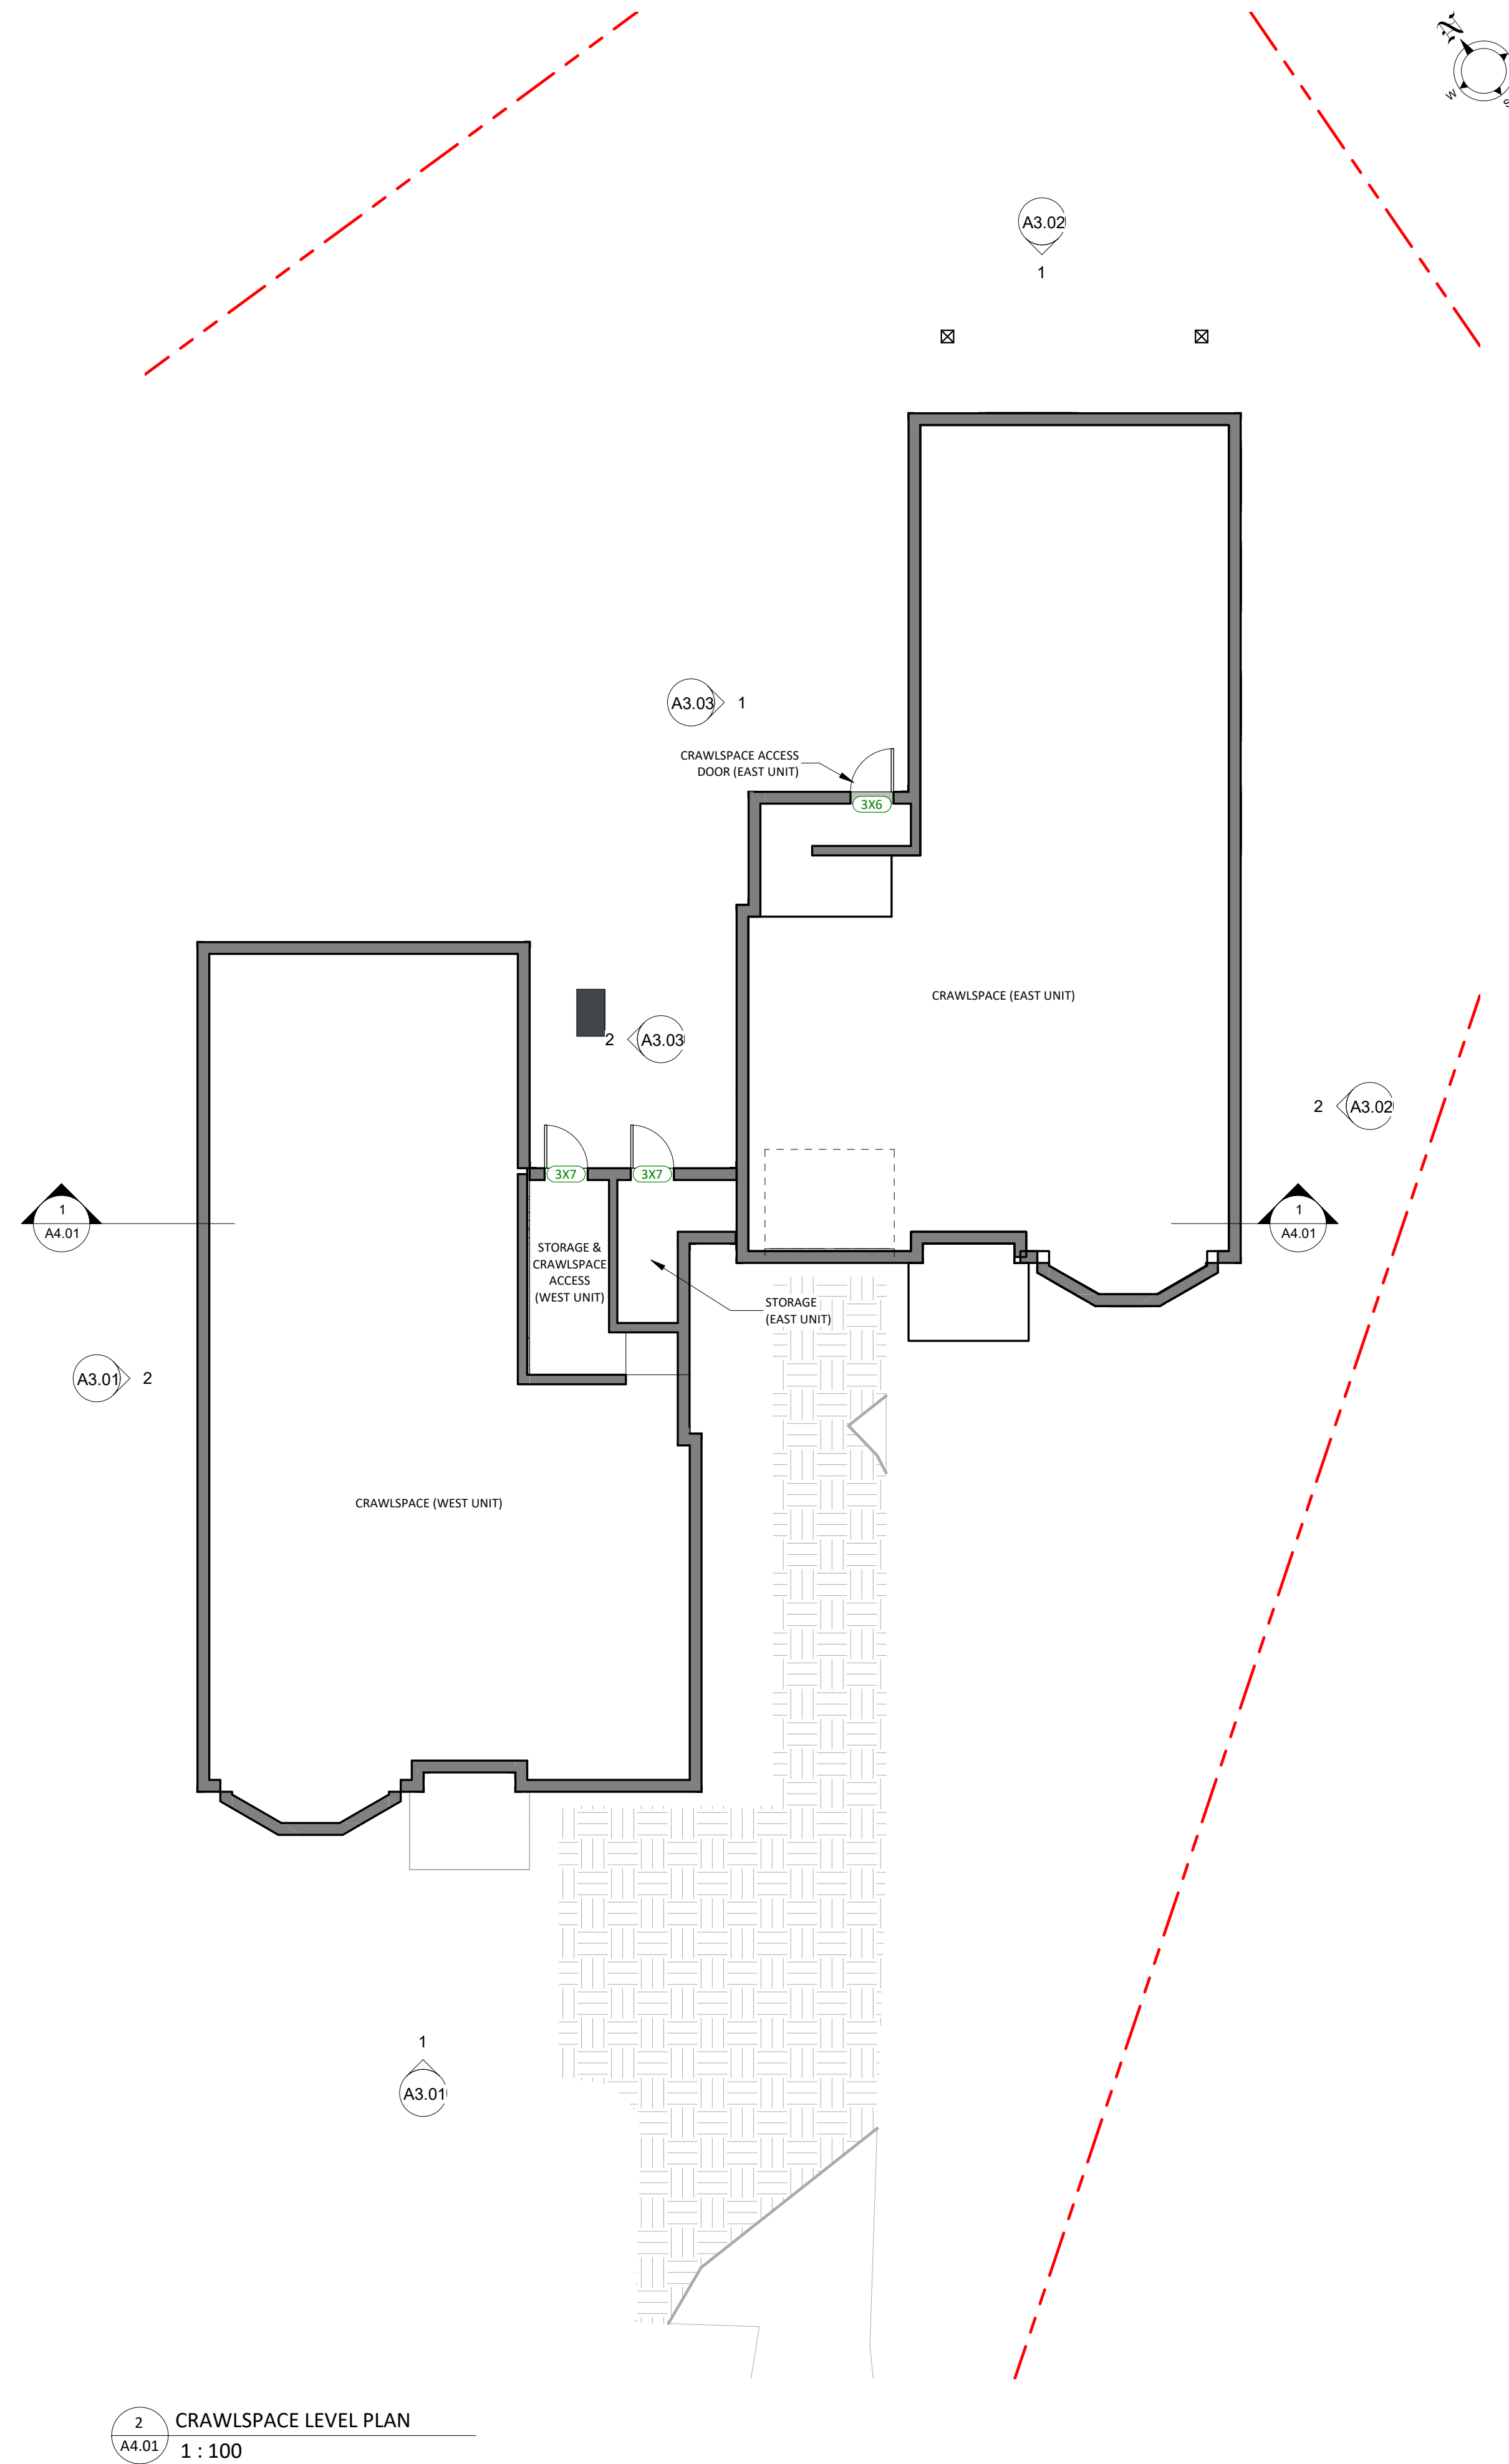 N
W
S
A3.02
1
A3.03
1
CRAWLSPACE ACCESS
DOOR (EAST UNIT)
3X6
CRAWLSPACE (EAST UNIT)
2
A3.03
2
A3.02
3X7
3X7
1
A4.01
1
A4.01
STORAGE &
CRAWLSPACE
ACCESS
(WEST UNIT)
STORAGE
(EAST UNIT)
A3.01
2
CRAWLSPACE (WEST UNIT)
1
A3.01
2
A4.01
CRAWLSPACE LEVEL PLAN
1 : 100